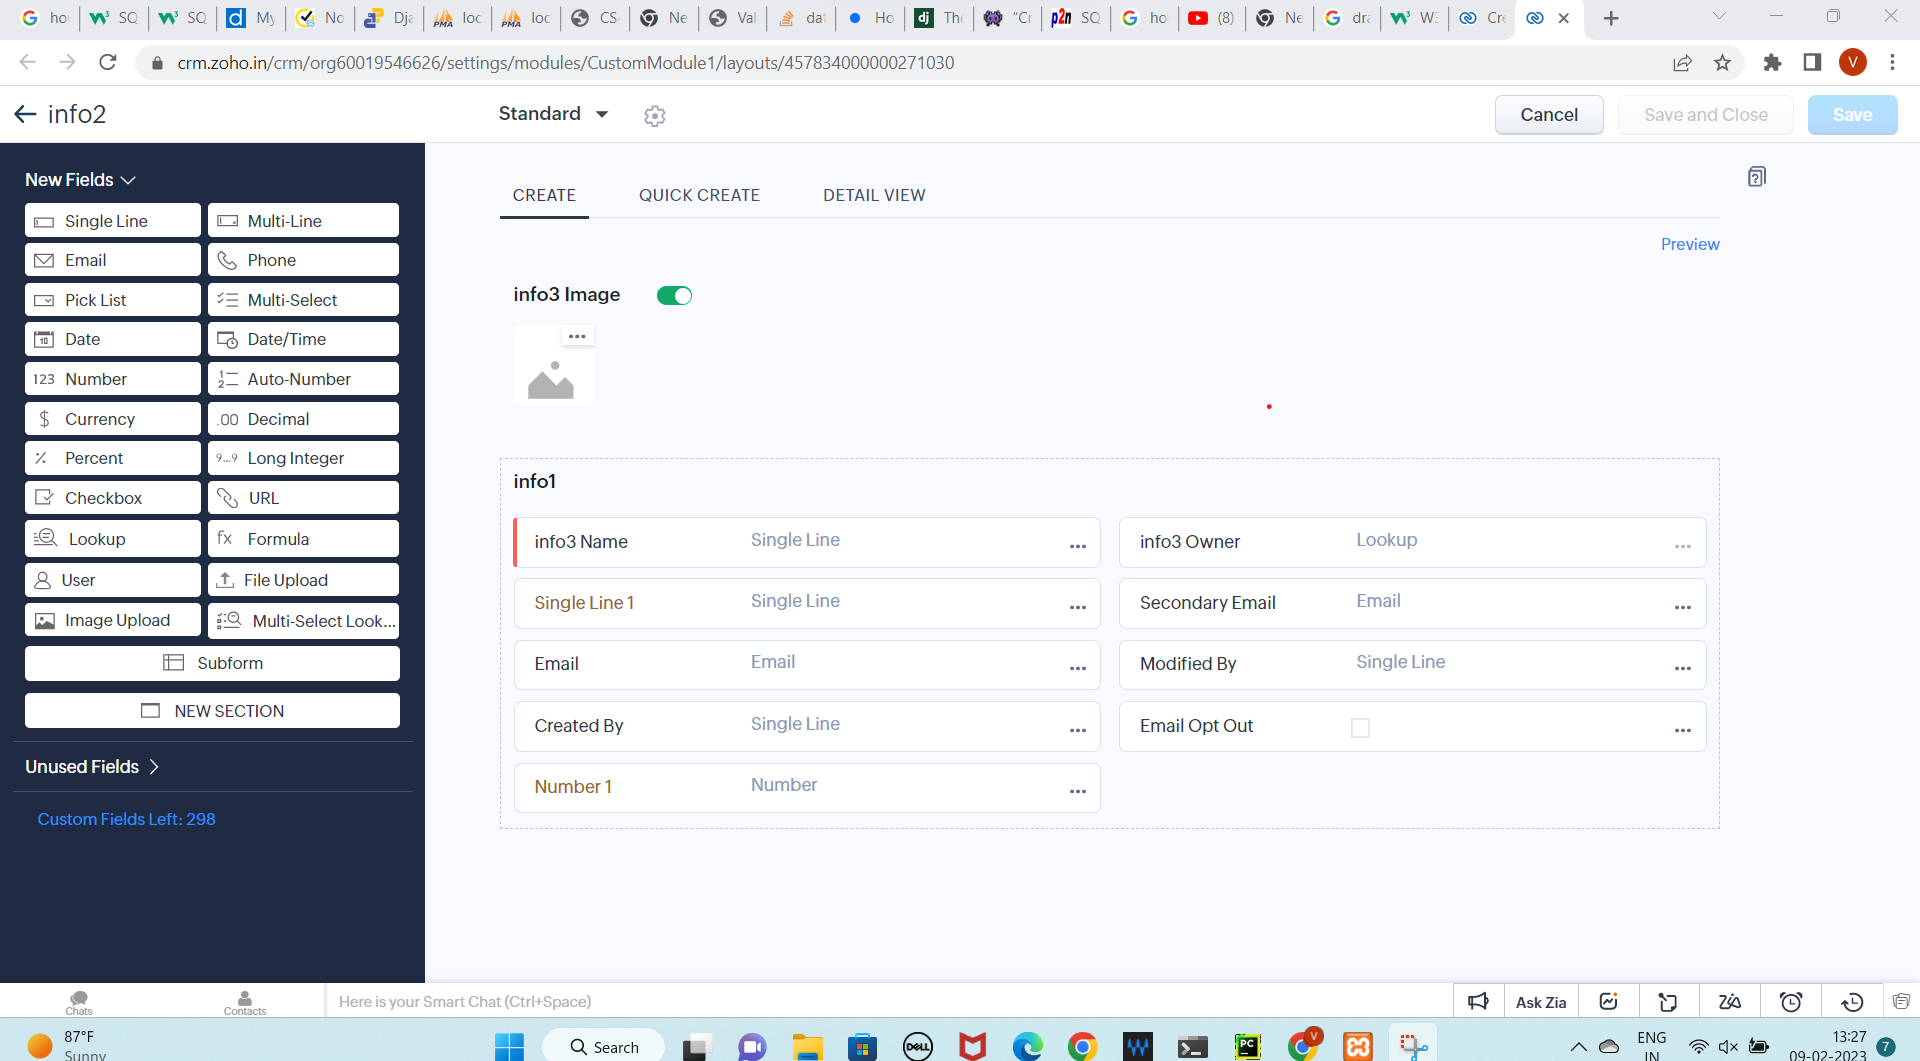 ho SQ SQ My No Dja loc loc CS Ne Val da Ho Th "Cr SQ ho (8) Ne dra W3 Cre
crm.zoho.in/crm/org60019546626/settings/modules/CustomModule1/layouts/457834000000271030 V
info2 Standard Cancel Save and Close Save
New Fields
CREATE QUICK CREATE DETAIL VIEW
Preview
Single Line Multi-Line
Email Phone
Pick List Multi-Select
Date Date/Time
123 Number Auto-Number
$ Currency .00 Decimal
% Percent 9...9 Long Integer
Checkbox URL
Lookup fx Formula
User File Upload
Image Upload Multi-Select Look...
Subform
NEW SECTION
Unused Fields
Custom Fields Left: 298
info3 Image
info1
info3 Name Single Line
info3 Owner Lookup
Single Line 1 Single Line
Secondary Email Email
Email Email
Modified By Single Line
Created By Single Line
Email Opt Out
Number 1 Number
Chats Contacts Here is your Smart Chat (Ctrl+Space) Ask Zia
87°F
Sunny
Search
DELL
PC
V
ENG
IN
13:27
09-02-2023
7